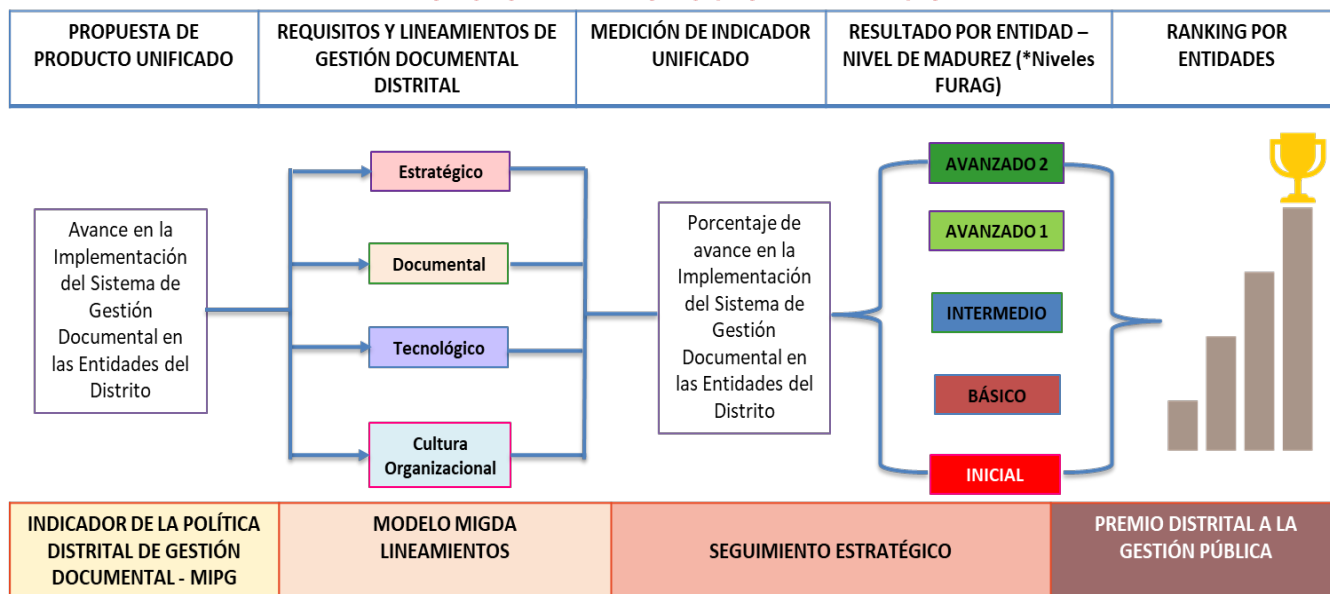 PROPUESTA DE
PRODUCTO UNIFICADO
REQUISITOS Y LINEAMIENTOS DE
GESTIÓN DOCUMENTAL
DISTRITAL
MEDICIÓN DE INDICADOR
UNIFICADO
RESULTADO POR ENTIDAD –
NIVEL DE MADUREZ (*Niveles
FURAG)
RANKING POR
ENTIDADES
Avance en la
Implementación
del Sistema de
Gestión
Documental en
las Entidades del
Distrito
Estratégico
Documental
Tecnológico
Cultura
Organizacional
Porcentaje de
avance en la
Implementación
del Sistema de
Gestión
Documental en
las Entidades del
Distrito
AVANZADO 2
AVANZADO 1
INTERMEDIO
BÁSICO
INICIAL
INDICADOR DE LA POLÍTICA
DISTRITAL DE GESTIÓN
DOCUMENTAL - MIPG
MODELO MIGDA
LINEAMIENTOS
SEGUIMIENTO ESTRATÉGICO
PREMIO DISTRITAL A LA
GESTIÓN PÚBLICA